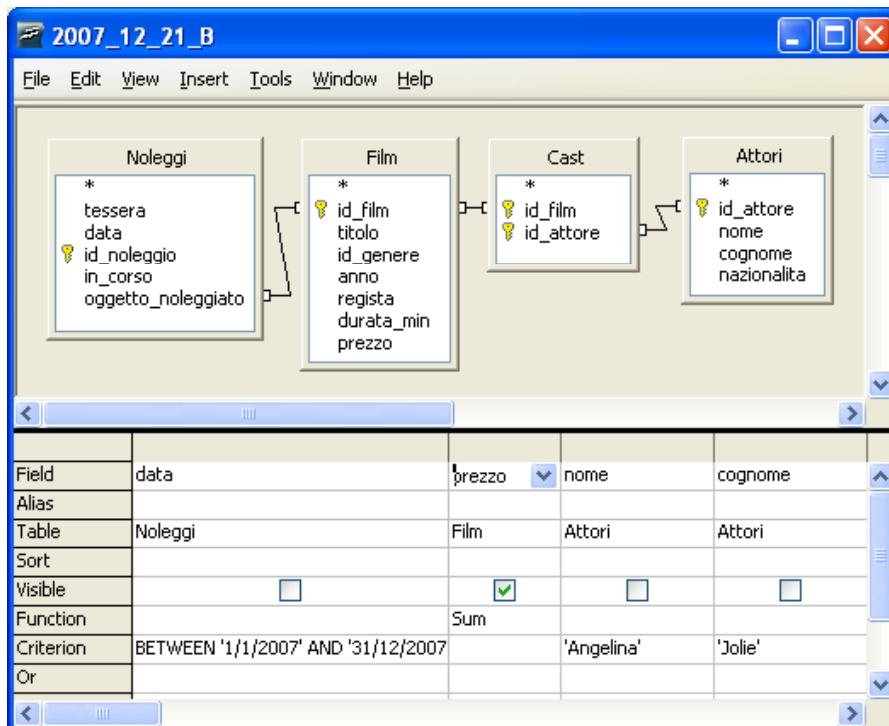 2007_12_21_B
File Edit View Insert Tools Window Help
Noleggi
*
tessera
data
id_noleggio
in_corso
oggetto_noleggiato
Film
*
id_film
titolo
id_genere
anno
regista
durata_min
prezzo
Cast
*
id_film
id_attore
Attori
*
id_attore
nome
cognome
nazionalita
Field data prezzo nome cognome
Alias
Table Noleggi Film Attori Attori
Sort
Visible
Function Sum
Criterion BETWEEN '1/1/2007' AND '31/12/2007 'Angelina' 'Jolie'
Or